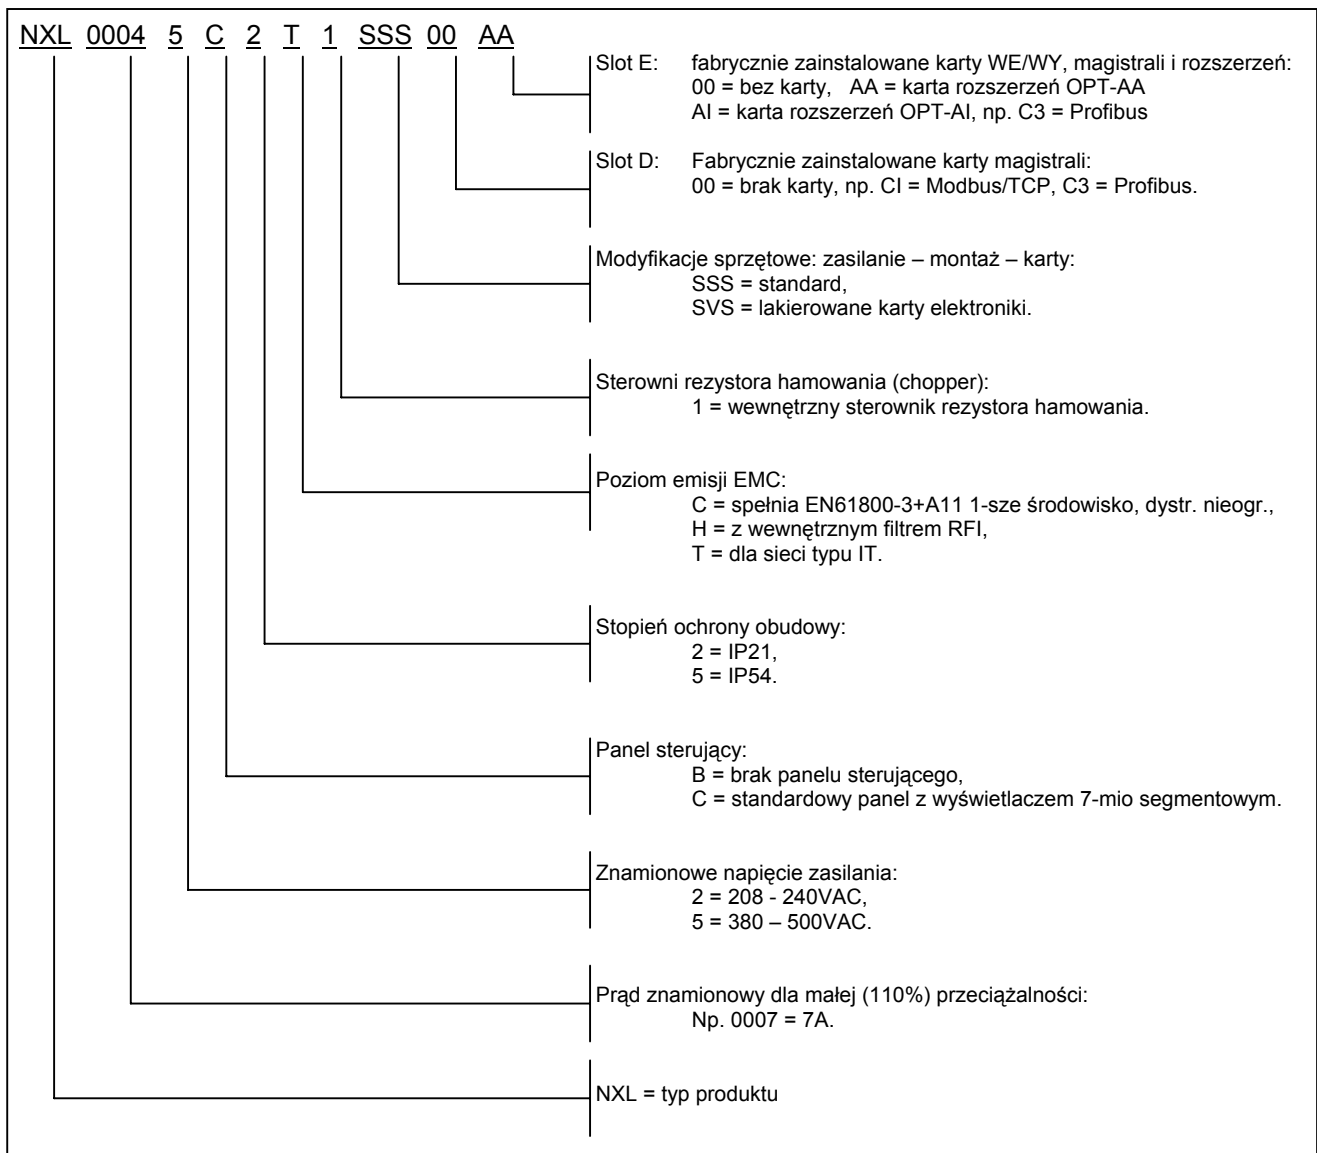 NXL 0004 5 C 2 T 1 SSS 00 AA
Slot E: fabrycznie zainstalowane karty WE/WY, magistrali i rozszerzeń:
00 = bez karty, AA = karta rozszerzeń OPT-AA
AI = karta rozszerzeń OPT-AI, np. C3 = Profibus
Slot D: Fabrycznie zainstalowane karty magistrali:
00 = brak karty, np. CI = Modbus/TCP, C3 = Profibus.
Modyfikacje sprzętowe: zasilanie – montaż – karty:
SSS = standard,
SVS = lakierowane karty elektroniki.
Sterowni rezystora hamowania (chopper):
1 = wewnętrzny sterownik rezystora hamowania.
Poziom emisji EMC:
C = spełnia EN61800-3+A11 1-sze środowisko, dystr. nieogr.,
H = z wewnętrznym filtrem RFI,
T = dla sieci typu IT.
Stopień ochrony obudowy:
2 = IP21,
5 = IP54.
Panel sterujący:
B = brak panelu sterującego,
C = standardowy panel z wyświetlaczem 7-mio segmentowym.
Znamionowe napięcie zasilania:
2 = 208 - 240VAC,
5 = 380 – 500VAC.
Prąd znamionowy dla małej (110%) przeciążalności:
Np. 0007 = 7A.
NXL = typ produktu